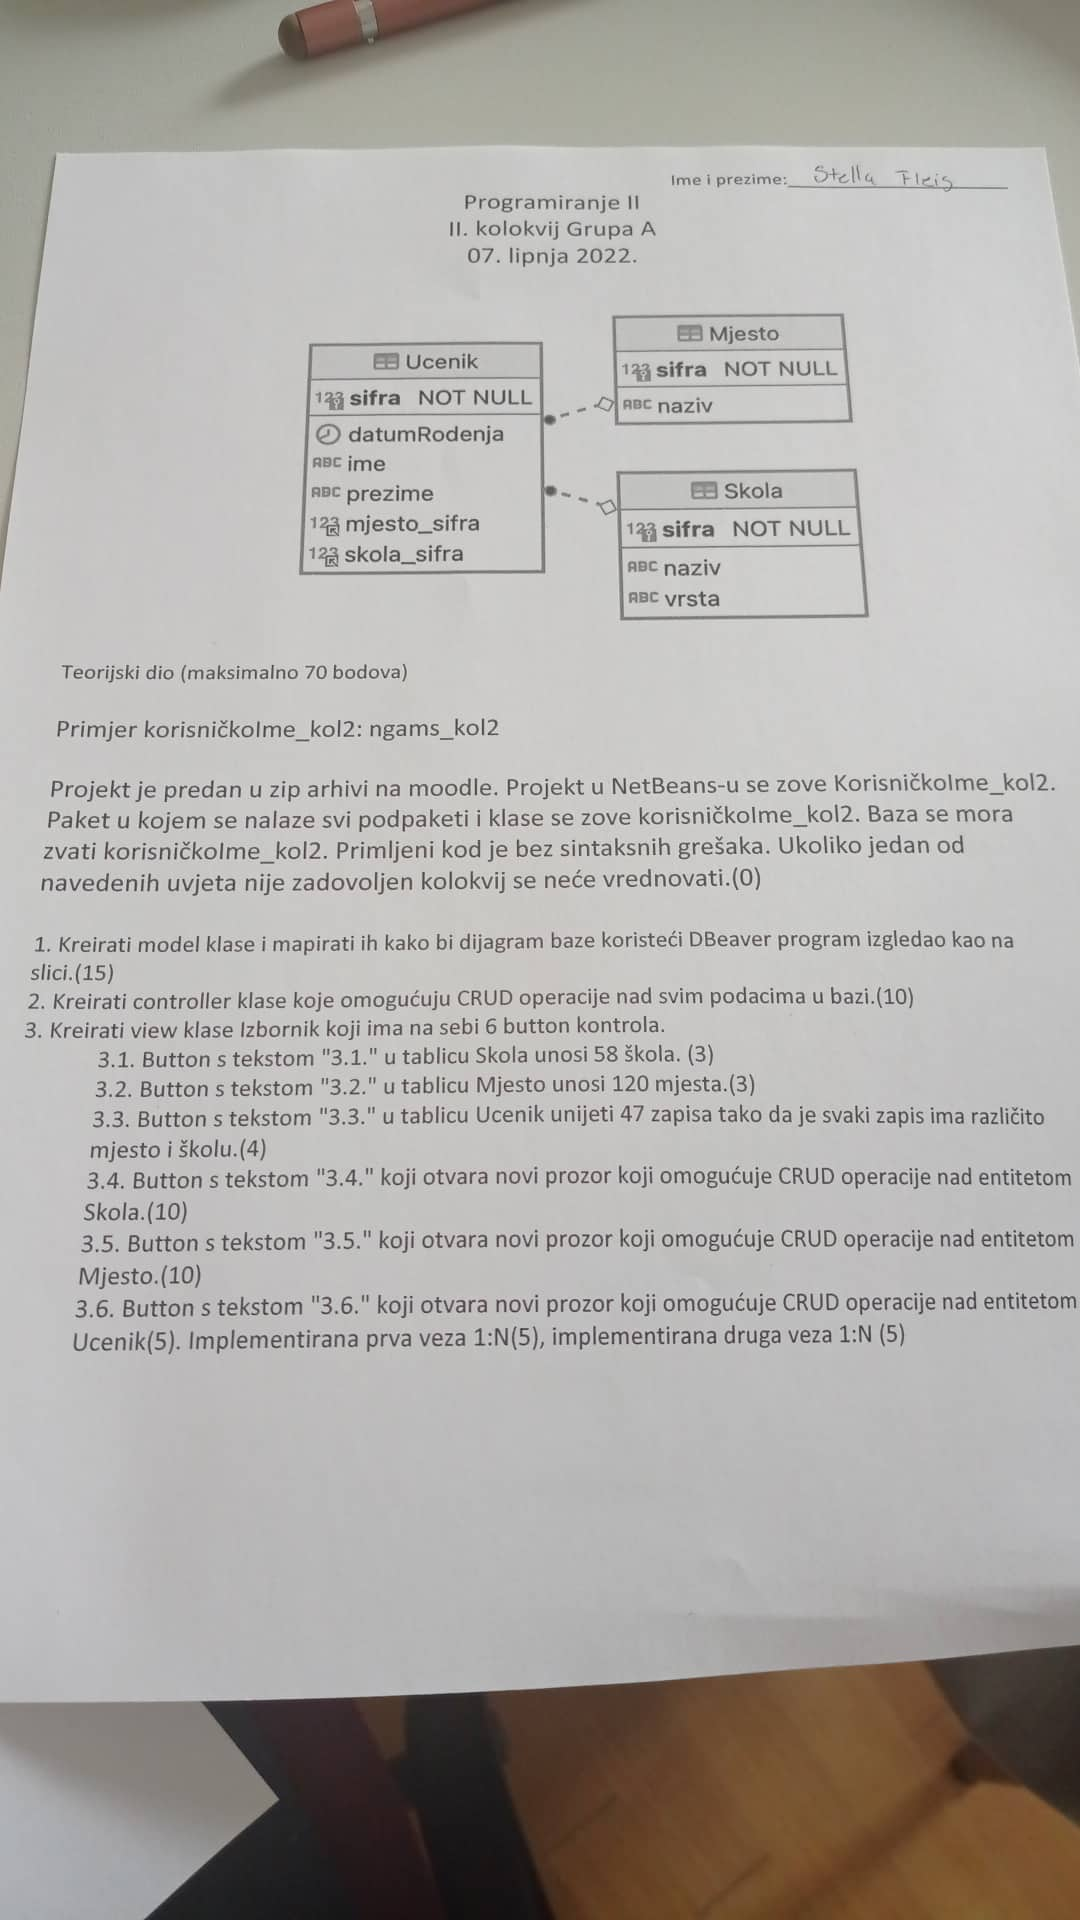 Ime i prezime: Stella Fleis
Programiranje II
II. kolokvij Grupa A
07. lipnja 2022.
Mjesto
123 sifra NOT NULL
ABC naziv
Ucenik
123 sifra NOT NULL
datumRodenja
ABC ime
ABC prezime
123 mjesto_sifra
123 skola_sifra
Skola
123 sifra NOT NULL
ABC naziv
ABC vrsta
Teorijski dio (maksimalno 70 bodova)
Primjer korisničkoIme_kol2: ngams_kol2
Projekt je predan u zip arhivi na moodle. Projekt u NetBeans-u se zove KorisničkoIme_kol2.
Paket u kojem se nalaze svi podpaketi i klase se zove korisničkoIme_kol2. Baza se mora
zvati korisničkoIme_kol2. Primljeni kod je bez sintaksnih grešaka. Ukoliko jedan od
navedenih uvjeta nije zadovoljen kolokvij se neće vrednovati.(0)
1. Kreirati model klase i mapirati ih kako bi dijagram baze koristeći DBeaver program izgledao kao na
slici.(15)
2. Kreirati controller klase koje omogućuju CRUD operacije nad svim podacima u bazi.(10)
3. Kreirati view klase Izbornik koji ima na sebi 6 button kontrola.
3.1. Button s tekstom "3.1." u tablicu Skola unosi 58 škola. (3)
3.2. Button s tekstom "3.2." u tablicu Mjesto unosi 120 mjesta.(3)
3.3. Button s tekstom "3.3." u tablicu Ucenik unijeti 47 zapisa tako da je svaki zapis ima različito
mjesto i školu.(4)
3.4. Button s tekstom "3.4." koji otvara novi prozor koji omogućuje CRUD operacije nad entitetom
Skola.(10)
3.5. Button s tekstom "3.5." koji otvara novi prozor koji omogućuje CRUD operacije nad entitetom
Mjesto.(10)
3.6. Button s tekstom "3.6." koji otvara novi prozor koji omogućuje CRUD operacije nad entitetom
Ucenik(5). Implementirana prva veza 1:N(5), implementirana druga veza 1:N (5)